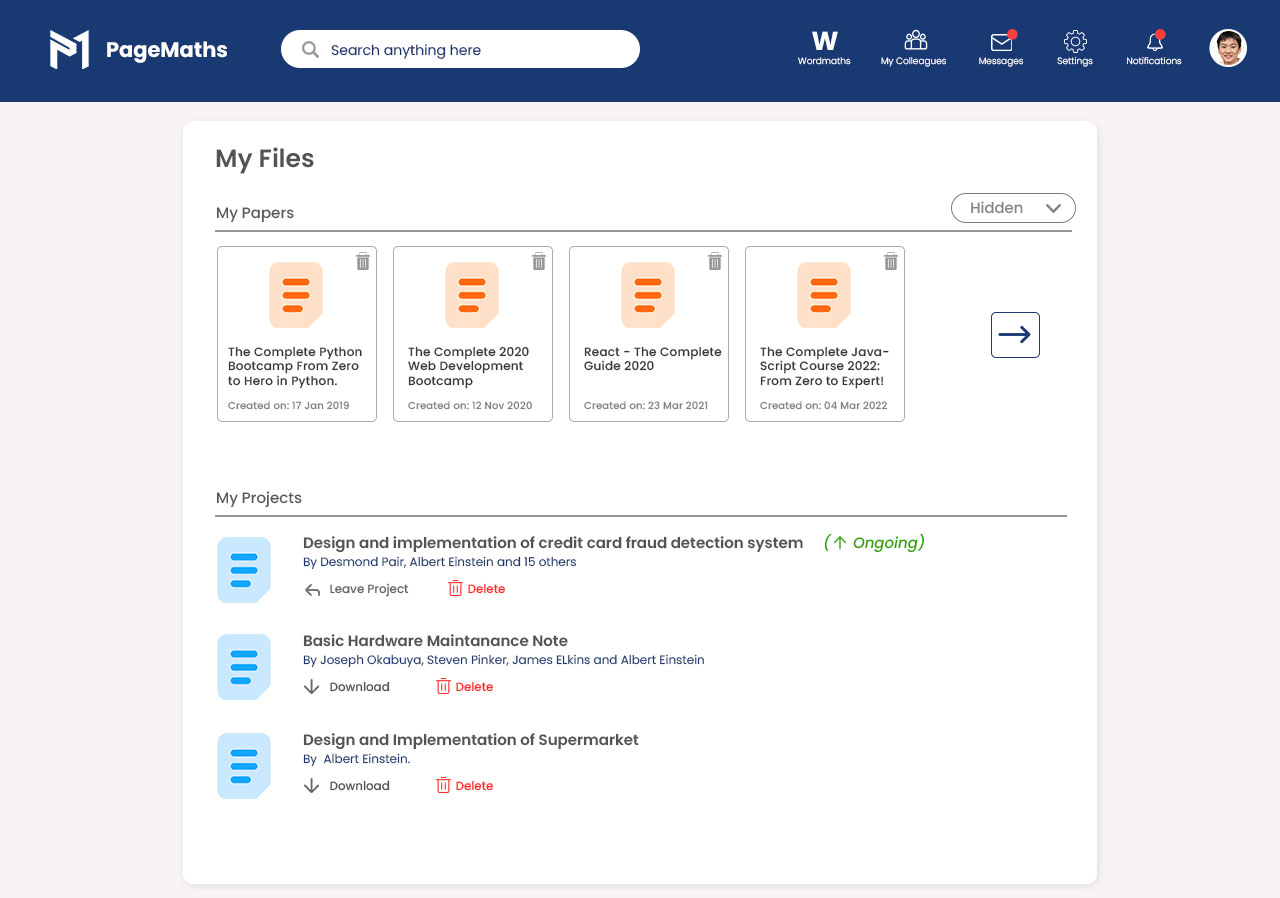 PageMaths
Search anything here
W
Wordmaths
My Colleagues
Messages
Settings
Notifications
My Files
My Papers
Hidden
The Complete Python
Bootcamp From Zero
to Hero in Python.
Created on: 17 Jan 2019
The Complete 2020
Web Development
Bootcamp
Created on: 12 Nov 2020
React - The Complete
Guide 2020
Created on: 23 Mar 2021
The Complete Java-
Script Course 2022:
From Zero to Expert!
Created on: 04 Mar 2022
My Projects
Design and implementation of credit card fraud detection system (↑ Ongoing)
By Desmond Pair, Albert Einstein and 15 others
Leave Project Delete
Basic Hardware Maintanance Note
By Joseph Okabuya, Steven Pinker, James ELkins and Albert Einstein
Download Delete
Design and Implementation of Supermarket
By Albert Einstein.
Download Delete